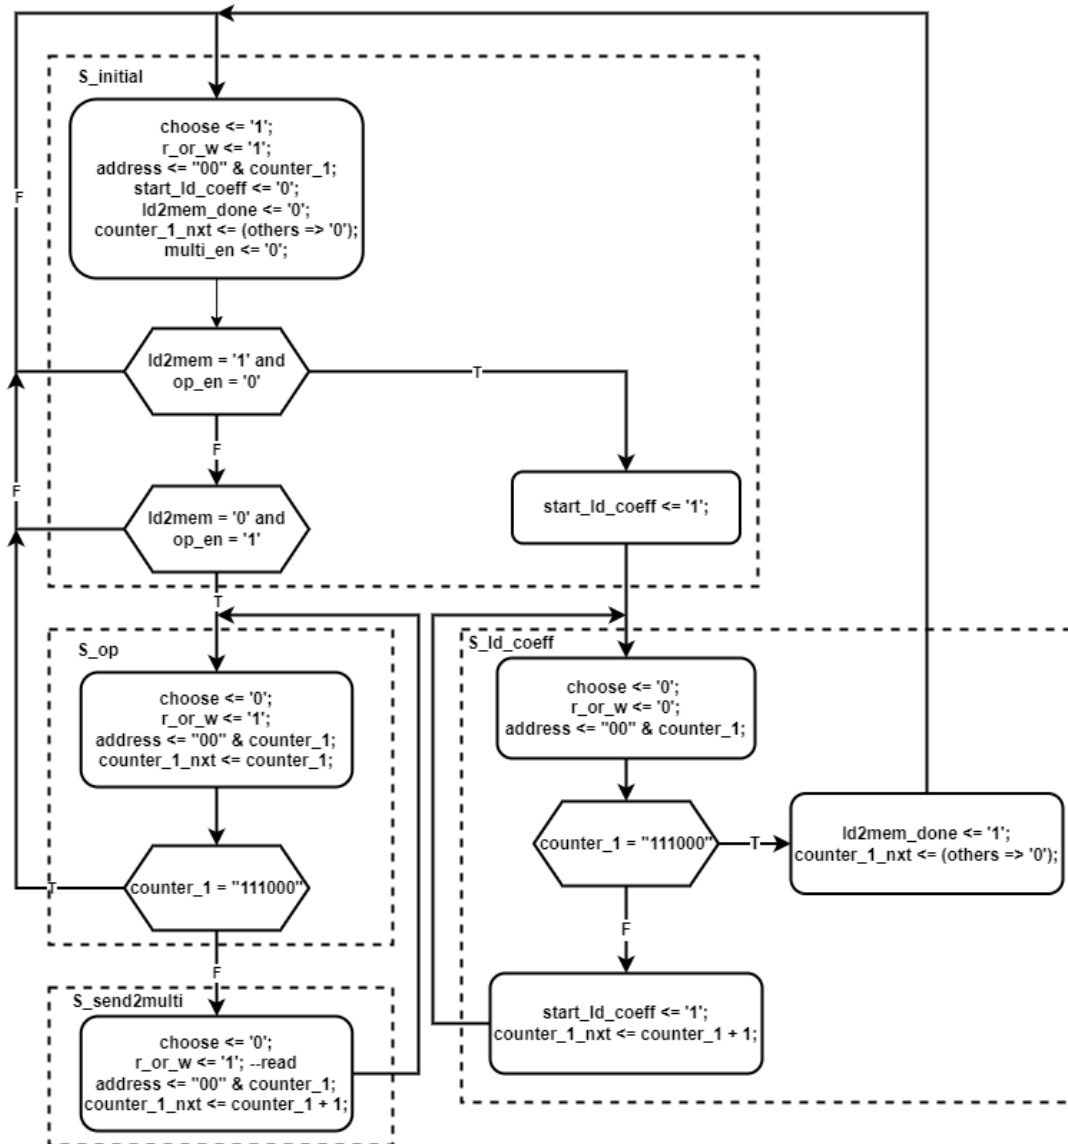 S_initial
choose <= '1';
r_or_w <= '1';
address <= "00" & counter_1;
start_ld_coeff <= '0';
ld2mem_done <= '0';
counter_1_nxt <= (others => '0');
multi_en <= '0';
F
ld2mem = '1' and
op_en = '0'
T
F
F
ld2mem = '0' and
op_en = '1'
start_ld_coeff <= '1';
T
S_op
choose <= '0';
r_or_w <= '1';
address <= "00" & counter_1;
counter_1_nxt <= counter_1;
counter_1 = "111000"
T
F
S_send2multi
choose <= '0';
r_or_w <= '1'; --read
address <= "00" & counter_1;
counter_1_nxt <= counter_1 + 1;
S_ld_coeff
choose <= '0';
r_or_w <= '0';
address <= "00" & counter_1;
counter_1 = "111000"
T
ld2mem_done <= '1';
counter_1_nxt <= (others => '0');
F
start_ld_coeff <= '1';
counter_1_nxt <= counter_1 + 1;